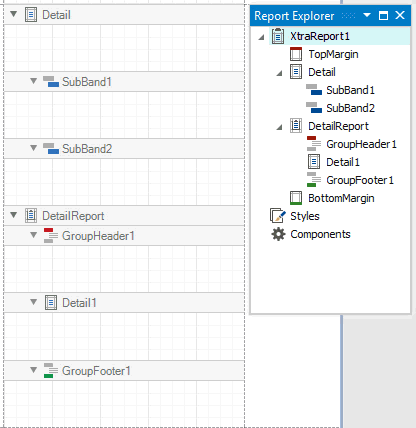 Detail
SubBand1
SubBand2
DetailReport
GroupHeader1
Detail1
GroupFooter1
Report Explorer
XtraReport1
TopMargin
Detail
SubBand1
SubBand2
DetailReport
GroupHeader1
Detail1
GroupFooter1
BottomMargin
Styles
Components